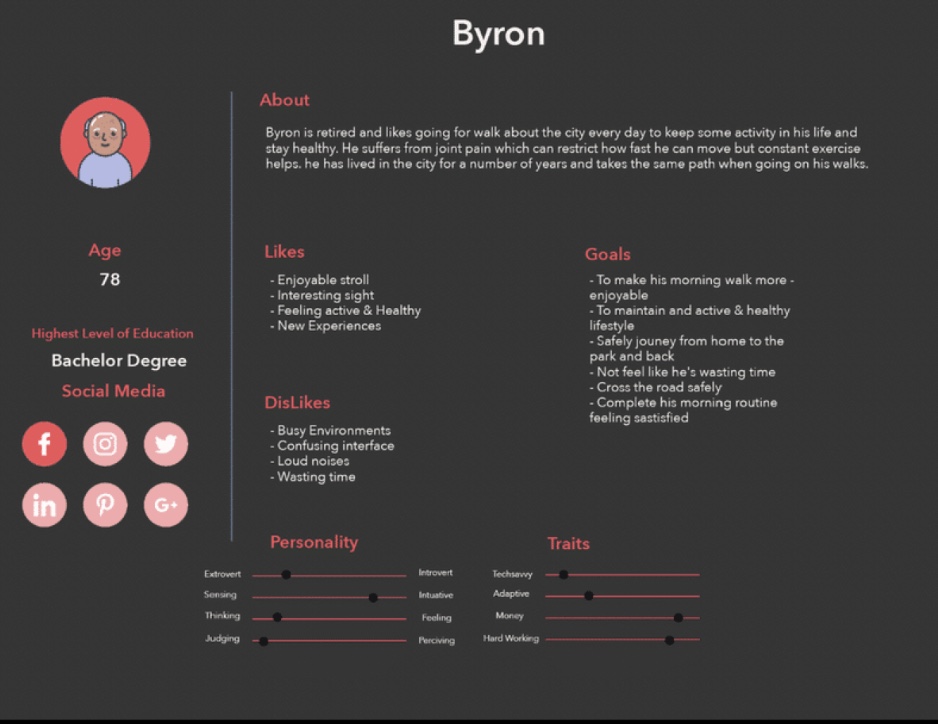 Byron
About
Byron is retired and likes going for walk about the city every day to keep some activity in his life and
stay healthy. He suffers from joint pain which can restrict how fast he can move but constant exercise
helps. he has lived in the city for a number of years and takes the same path when going on his walks.
Age
78
Highest Level of Education
Bachelor Degree
Social Media
f
in
G+
Likes
- Enjoyable stroll
- Interesting sight
- Feeling active & Healthy
- New Experiences
DisLikes
- Busy Environments
- Confusing interface
- Loud noises
- Wasting time
Goals
- To make his morning walk more -
enjoyable
- To maintain and active & healthy
lifestyle
- Safely jouney from home to the
park and back
- Not feel like he's wasting time
- Cross the road safely
- Complete his morning routine
feeling sastisfied
Personality
Extrovert Introvert
Sensing Intuative
Thinking Feeling
Judging Perciving
Traits
Techsavvy
Adaptive
Money
Hard Working